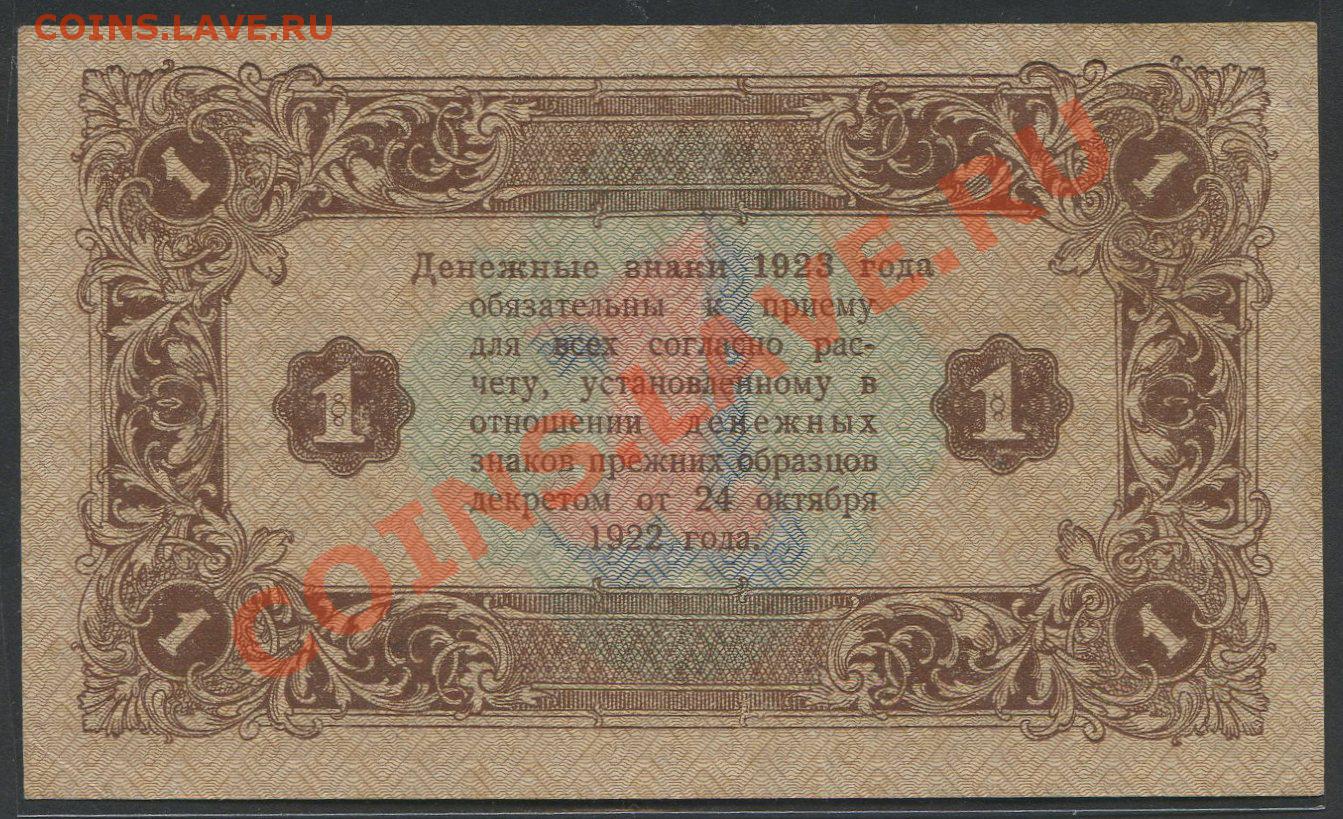 COINS.LAVE.RU
1 1
Денежные знаки 1923 года
обязательны к приему
для всех согласно рас-
чету, установленному в
отношении денежных
знаков прежних образцов
декретом от 24 октября
1922 года.
1 1
COINS.LAVE.RU
1 1